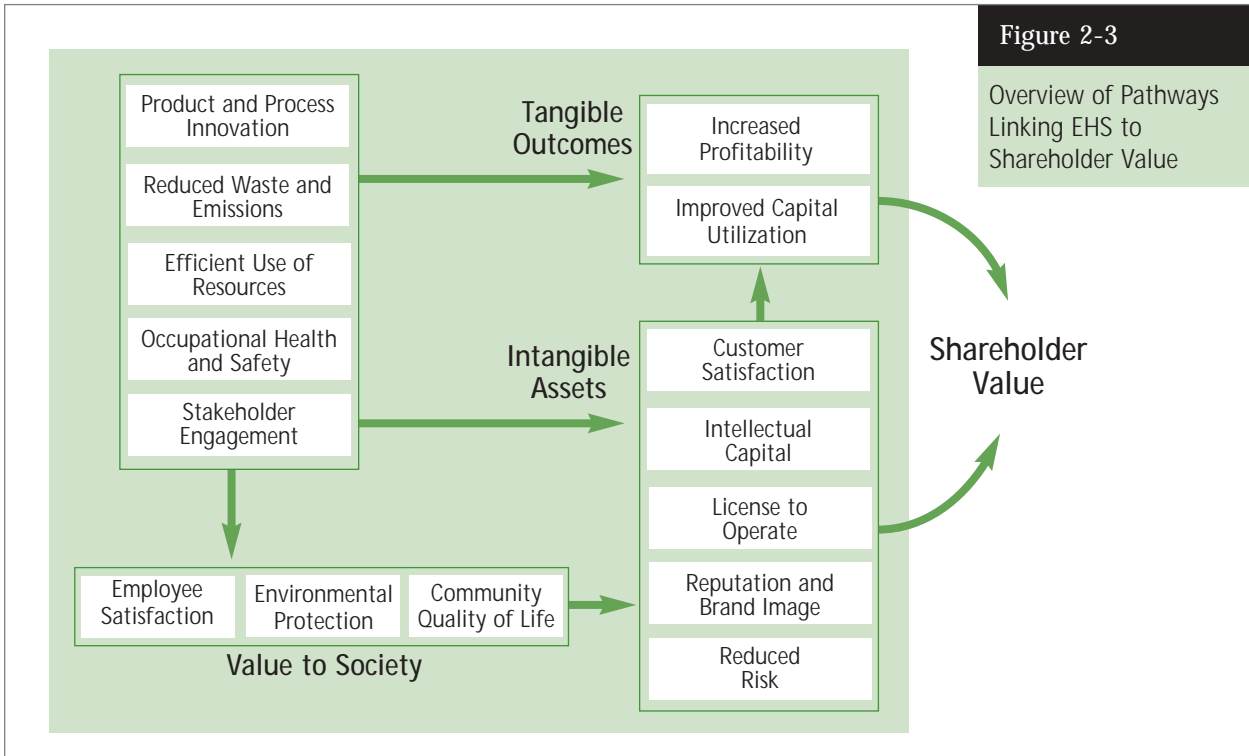 Figure 2-3
Overview of Pathways
Linking EHS to
Shareholder Value
Product and Process
Innovation
Reduced Waste and
Emissions
Efficient Use of
Resources
Occupational Health
and Safety
Stakeholder
Engagement
Tangible
Outcomes
Increased
Profitability
Improved Capital
Utilization
Intangible
Assets
Customer
Satisfaction
Intellectual
Capital
License to
Operate
Reputation and
Brand Image
Reduced
Risk
Shareholder
Value
Employee
Satisfaction
Environmental
Protection
Community
Quality of Life
Value to Society